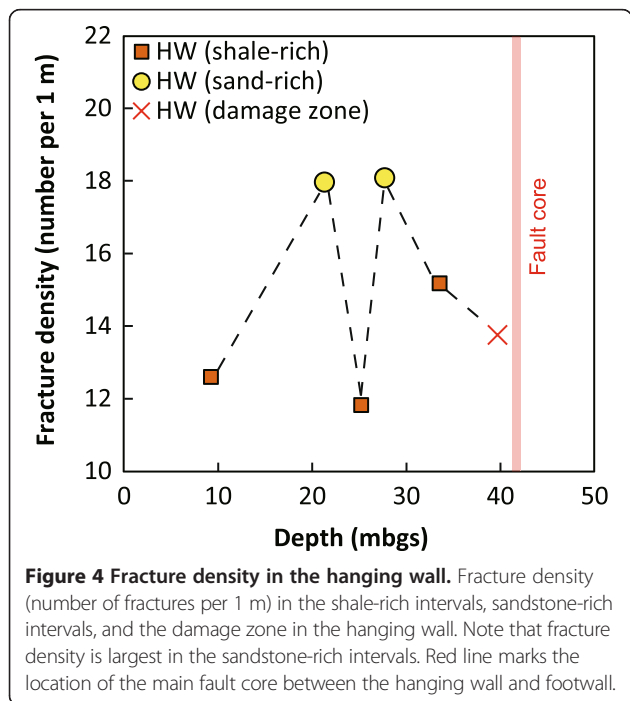 22
20
18
16
14
12
10
Fracture density (number per 1 m)
HW (shale-rich)
HW (sand-rich)
HW (damage zone)
Fault core
0 10 20 30 40 50
Depth (mbgs)
Figure 4 Fracture density in the hanging wall. Fracture density
(number of fractures per 1 m) in the shale-rich intervals, sandstone-rich
intervals, and the damage zone in the hanging wall. Note that fracture
density is largest in the sandstone-rich intervals. Red line marks the
location of the main fault core between the hanging wall and footwall.